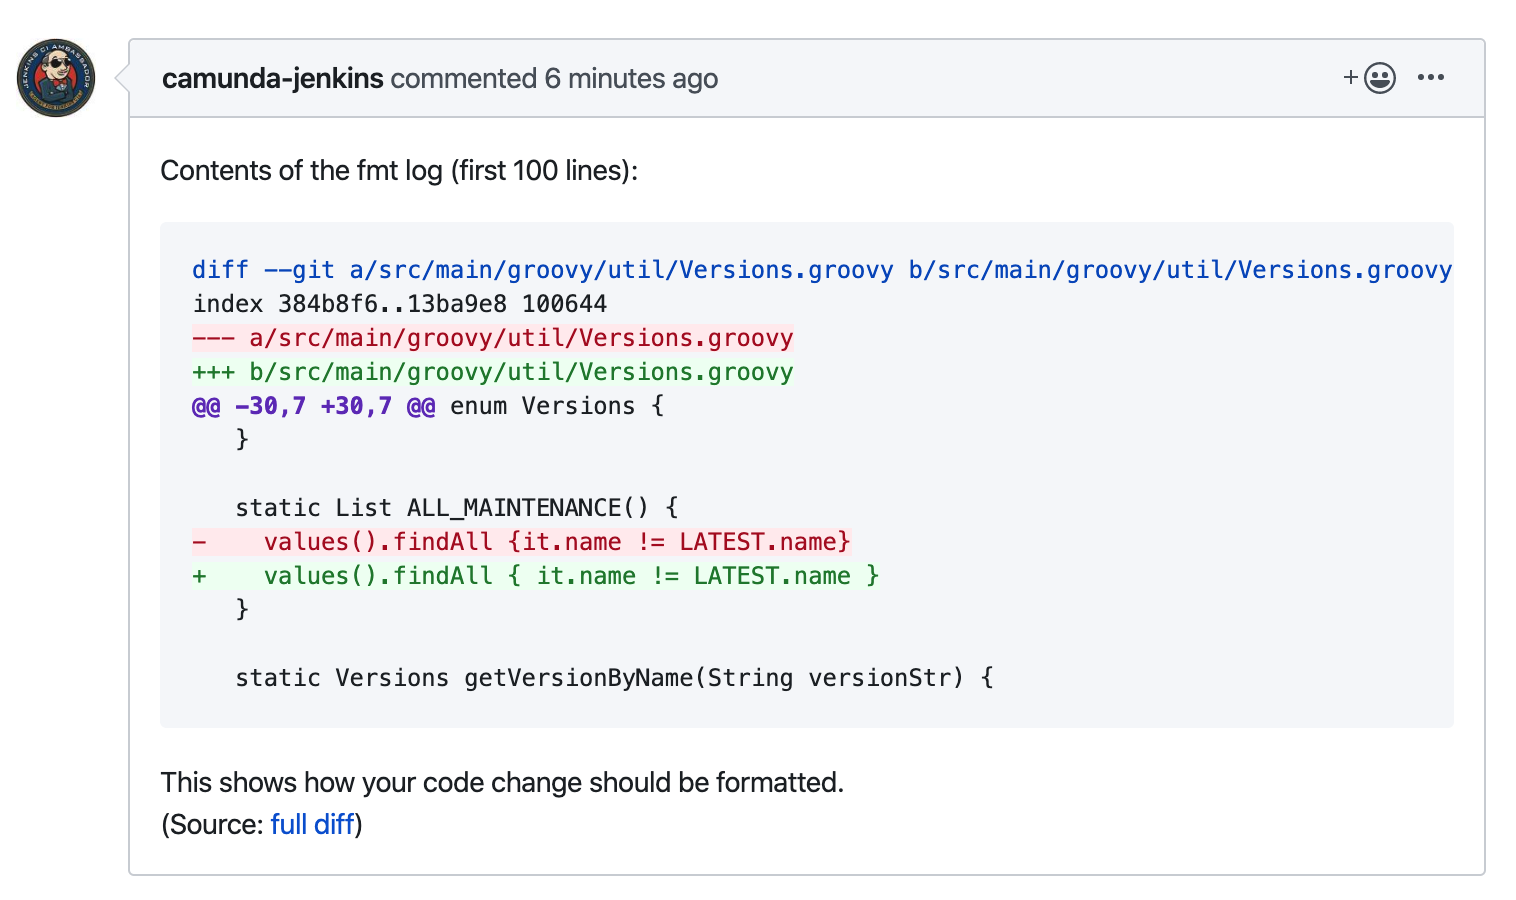 JENKINS CI AMBASSADOR
camunda-jenkins commented 6 minutes ago
Contents of the fmt log (first 100 lines):
diff --git a/src/main/groovy/util/Versions.groovy b/src/main/groovy/util/Versions.groovy
index 384b8f6..13ba9e8 100644
--- a/src/main/groovy/util/Versions.groovy
+++ b/src/main/groovy/util/Versions.groovy
@@ -30,7 +30,7 @@ enum Versions {
   }
   static List ALL_MAINTENANCE() {
-    values().findAll {it.name != LATEST.name}
+    values().findAll { it.name != LATEST.name }
   }
   static Versions getVersionByName(String versionStr) {
This shows how your code change should be formatted.
(Source: full diff)